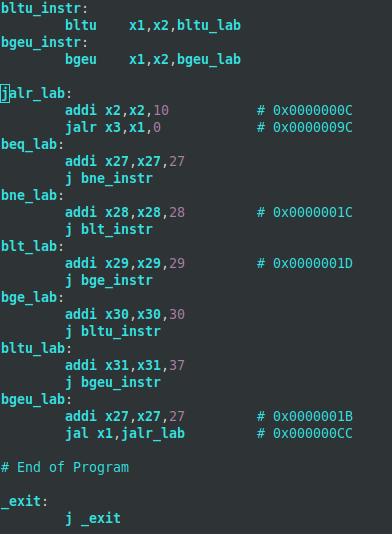 bltu_instr:
bltu x1,x2,bltu_lab
bgeu_instr:
bgeu x1,x2,bgeu_lab
jalr_lab:
addi x2,x2,10 # 0x0000000C
jalr x3,x1,0 # 0x0000009C
beq_lab:
addi x27,x27,27
j bne_instr
bne_lab:
addi x28,x28,28 # 0x0000001C
j blt_instr
blt_lab:
addi x29,x29,29 # 0x0000001D
j bge_instr
bge_lab:
addi x30,x30,30
j bltu_instr
bltu_lab:
addi x31,x31,37
j bgeu_instr
bgeu_lab:
addi x27,x27,27 # 0x0000001B
jal x1,jalr_lab # 0x000000CC
# End of Program
_exit:
j _exit